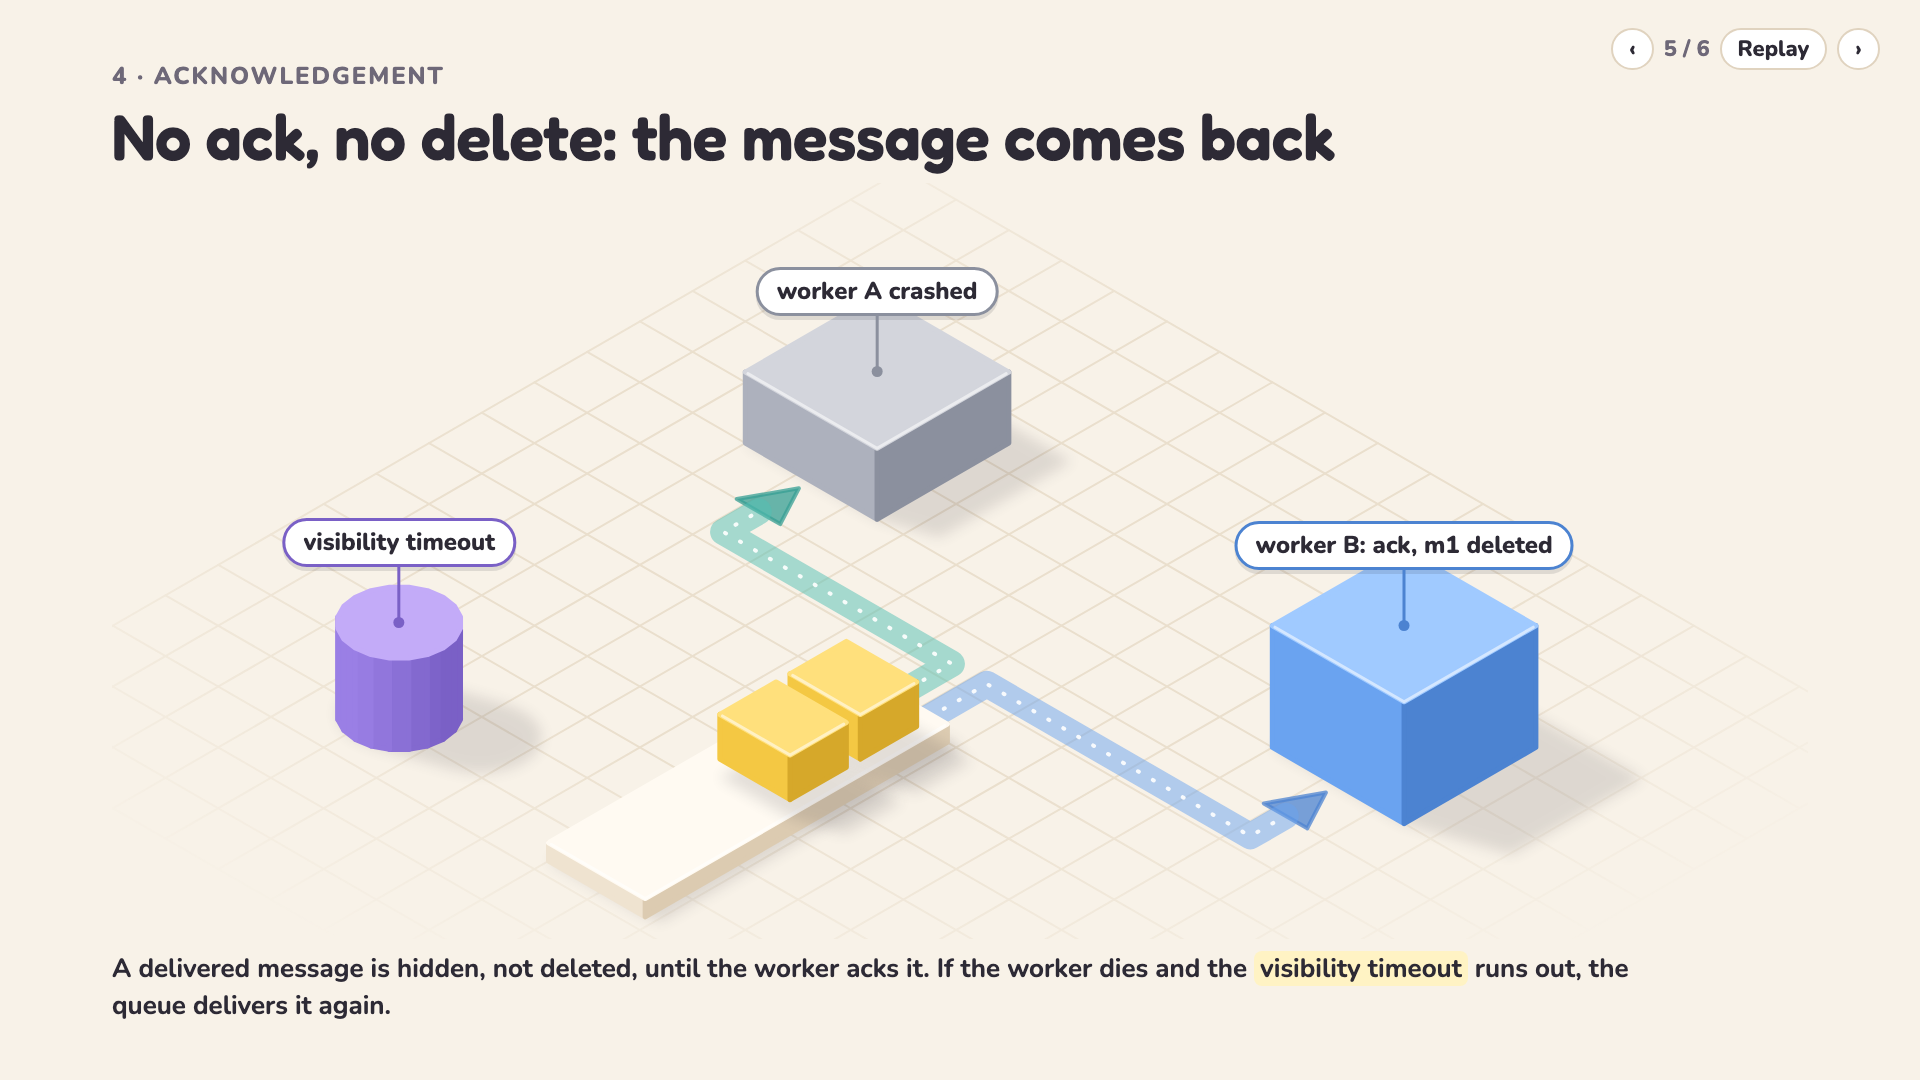 ‹ 5 / 6 Replay ›
4 · ACKNOWLEDGEMENT
No ack, no delete: the message comes back
worker A crashed
visibility timeout
worker B: ack, m1 deleted
A delivered message is hidden, not deleted, until the worker acks it. If the worker dies and the visibility timeout runs out, the
queue delivers it again.